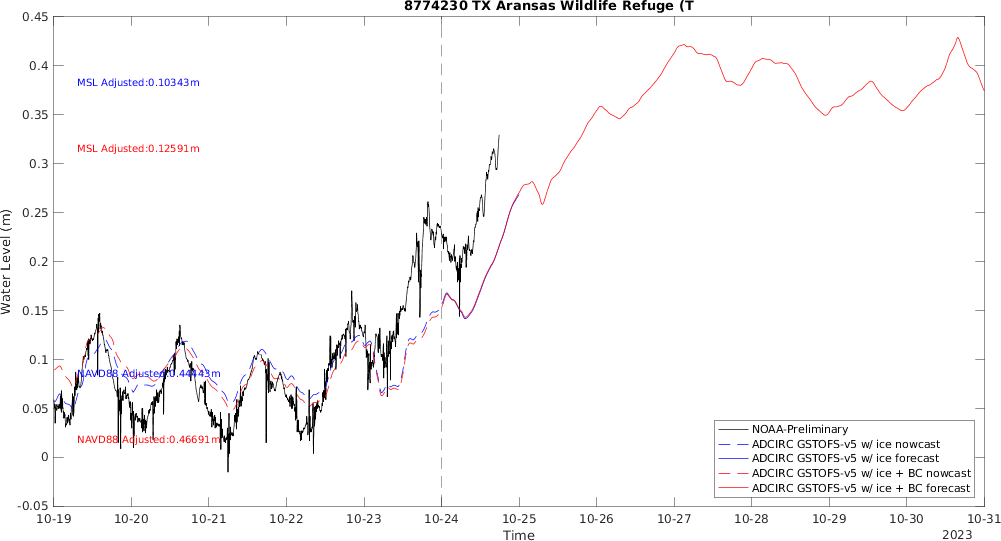 8774230 TX Aransas Wildlife Refuge (T
0.45
0.4
0.35
0.3
0.25
0.2
0.15
0.1
0.05
0
-0.05
Water Level (m)
MSL Adjusted:0.10343m
MSL Adjusted:0.12591m
NAVD88 Adjusted:0.44443m
NAVD88 Adjusted:0.46691m
NOAA-Preliminary
ADCIRC GSTOFS-v5 w/ ice nowcast
ADCIRC GSTOFS-v5 w/ ice forecast
ADCIRC GSTOFS-v5 w/ ice + BC nowcast
ADCIRC GSTOFS-v5 w/ ice + BC forecast
10-19 10-20 10-21 10-22 10-23 10-24 10-25 10-26 10-27 10-28 10-29 10-30 10-31
Time
2023